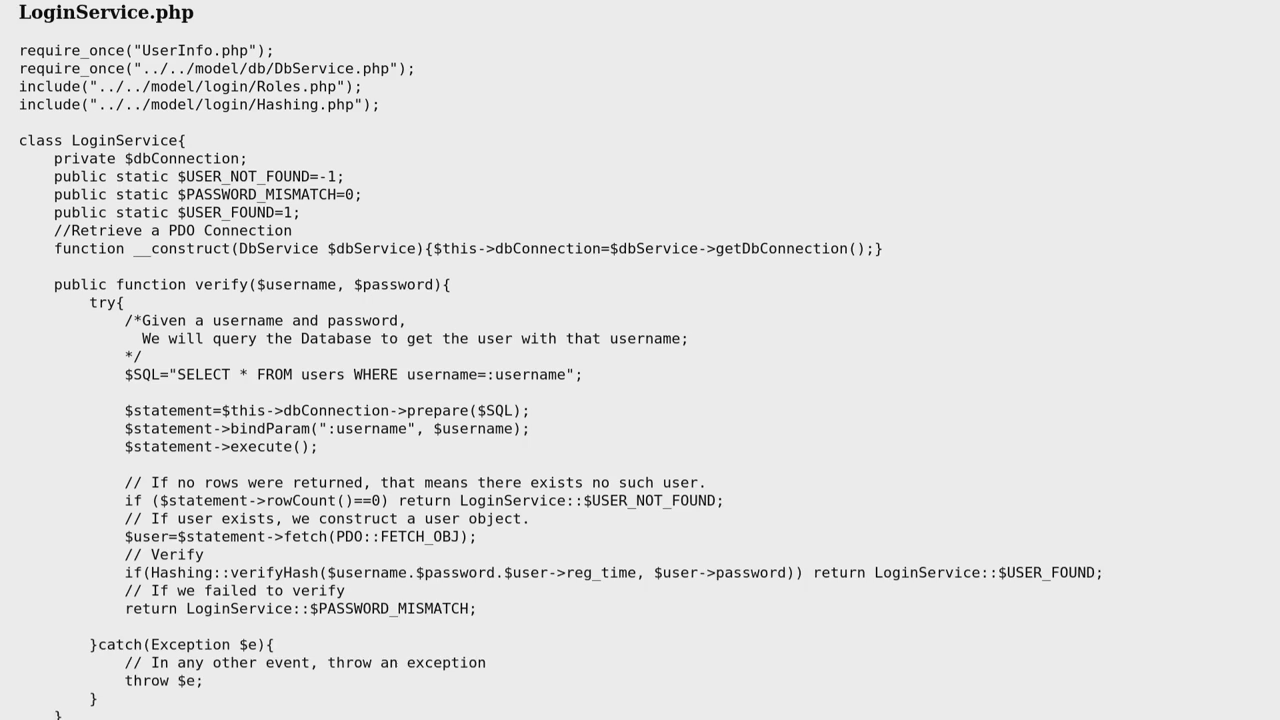 LoginService.php
require_once("UserInfo.php");
require_once("../../model/db/DbService.php");
include("../../model/login/Roles.php");
include("../../model/login/Hashing.php");
class LoginService{
private $dbConnection;
public static $USER_NOT_FOUND=-1;
public static $PASSWORD_MISMATCH=0;
public static $USER_FOUND=1;
//Retrieve a PDO Connection
function __construct(DbService $dbService){$this->dbConnection=$dbService->getDbConnection();}
public function verify($username, $password){
try{
/*Given a username and password,
We will query the Database to get the user with that username;
*/
$SQL="SELECT * FROM users WHERE username=:username";
$statement=$this->dbConnection->prepare($SQL);
$statement->bindParam(":username", $username);
$statement->execute();
// If no rows were returned, that means there exists no such user.
if ($statement->rowCount()==0) return LoginService::$USER_NOT_FOUND;
// If user exists, we construct a user object.
$user=$statement->fetch(PDO::FETCH_OBJ);
// Verify
if(Hashing::verifyHash($username.$password.$user->reg_time, $user->password)) return LoginService::$USER_FOUND;
// If we failed to verify
return LoginService::$PASSWORD_MISMATCH;
}catch(Exception $e){
// In any other event, throw an exception
throw $e;
}
}